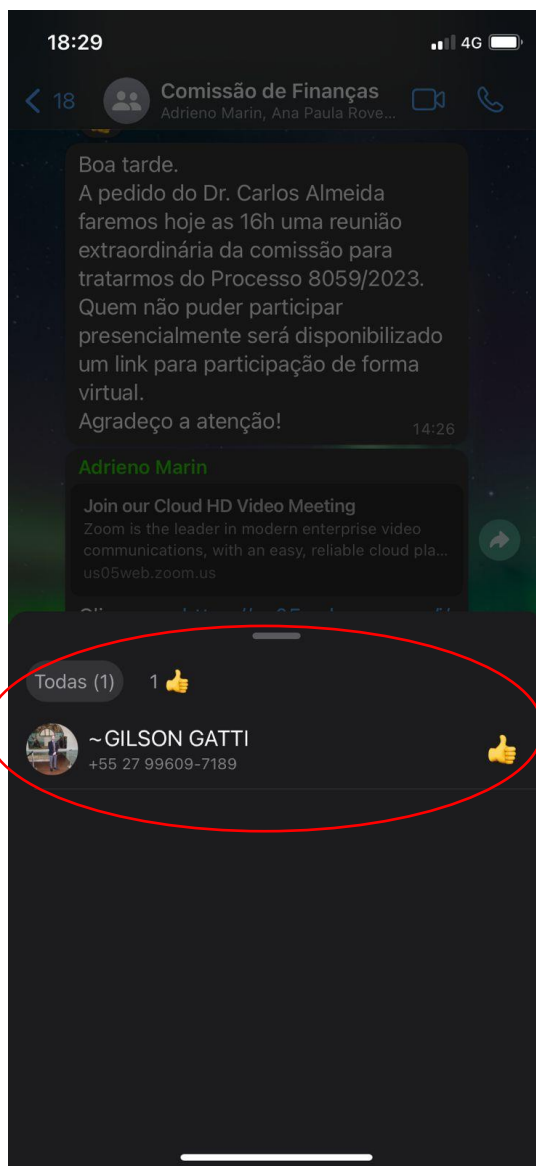 18:29
4G
18
Comissão de Finanças
Adrieno Marin, Ana Paula Rove...
Boa tarde.
A pedido do Dr. Carlos Almeida
faremos hoje as 16h uma reunião
extraordinária da comissão para
tratarmos do Processo 8059/2023.
Quem não puder participar
presencialmente será disponibilizado
um link para participação de forma
virtual.
Agradeço a atenção!
14:26
Adrieno Marin
Join our Cloud HD Video Meeting
Zoom is the leader in modern enterprise video
communications, with an easy, reliable cloud pla...
us05web.zoom.us
Todas (1)
1 👍
~GILSON GATTI
+55 27 99609-7189
👍